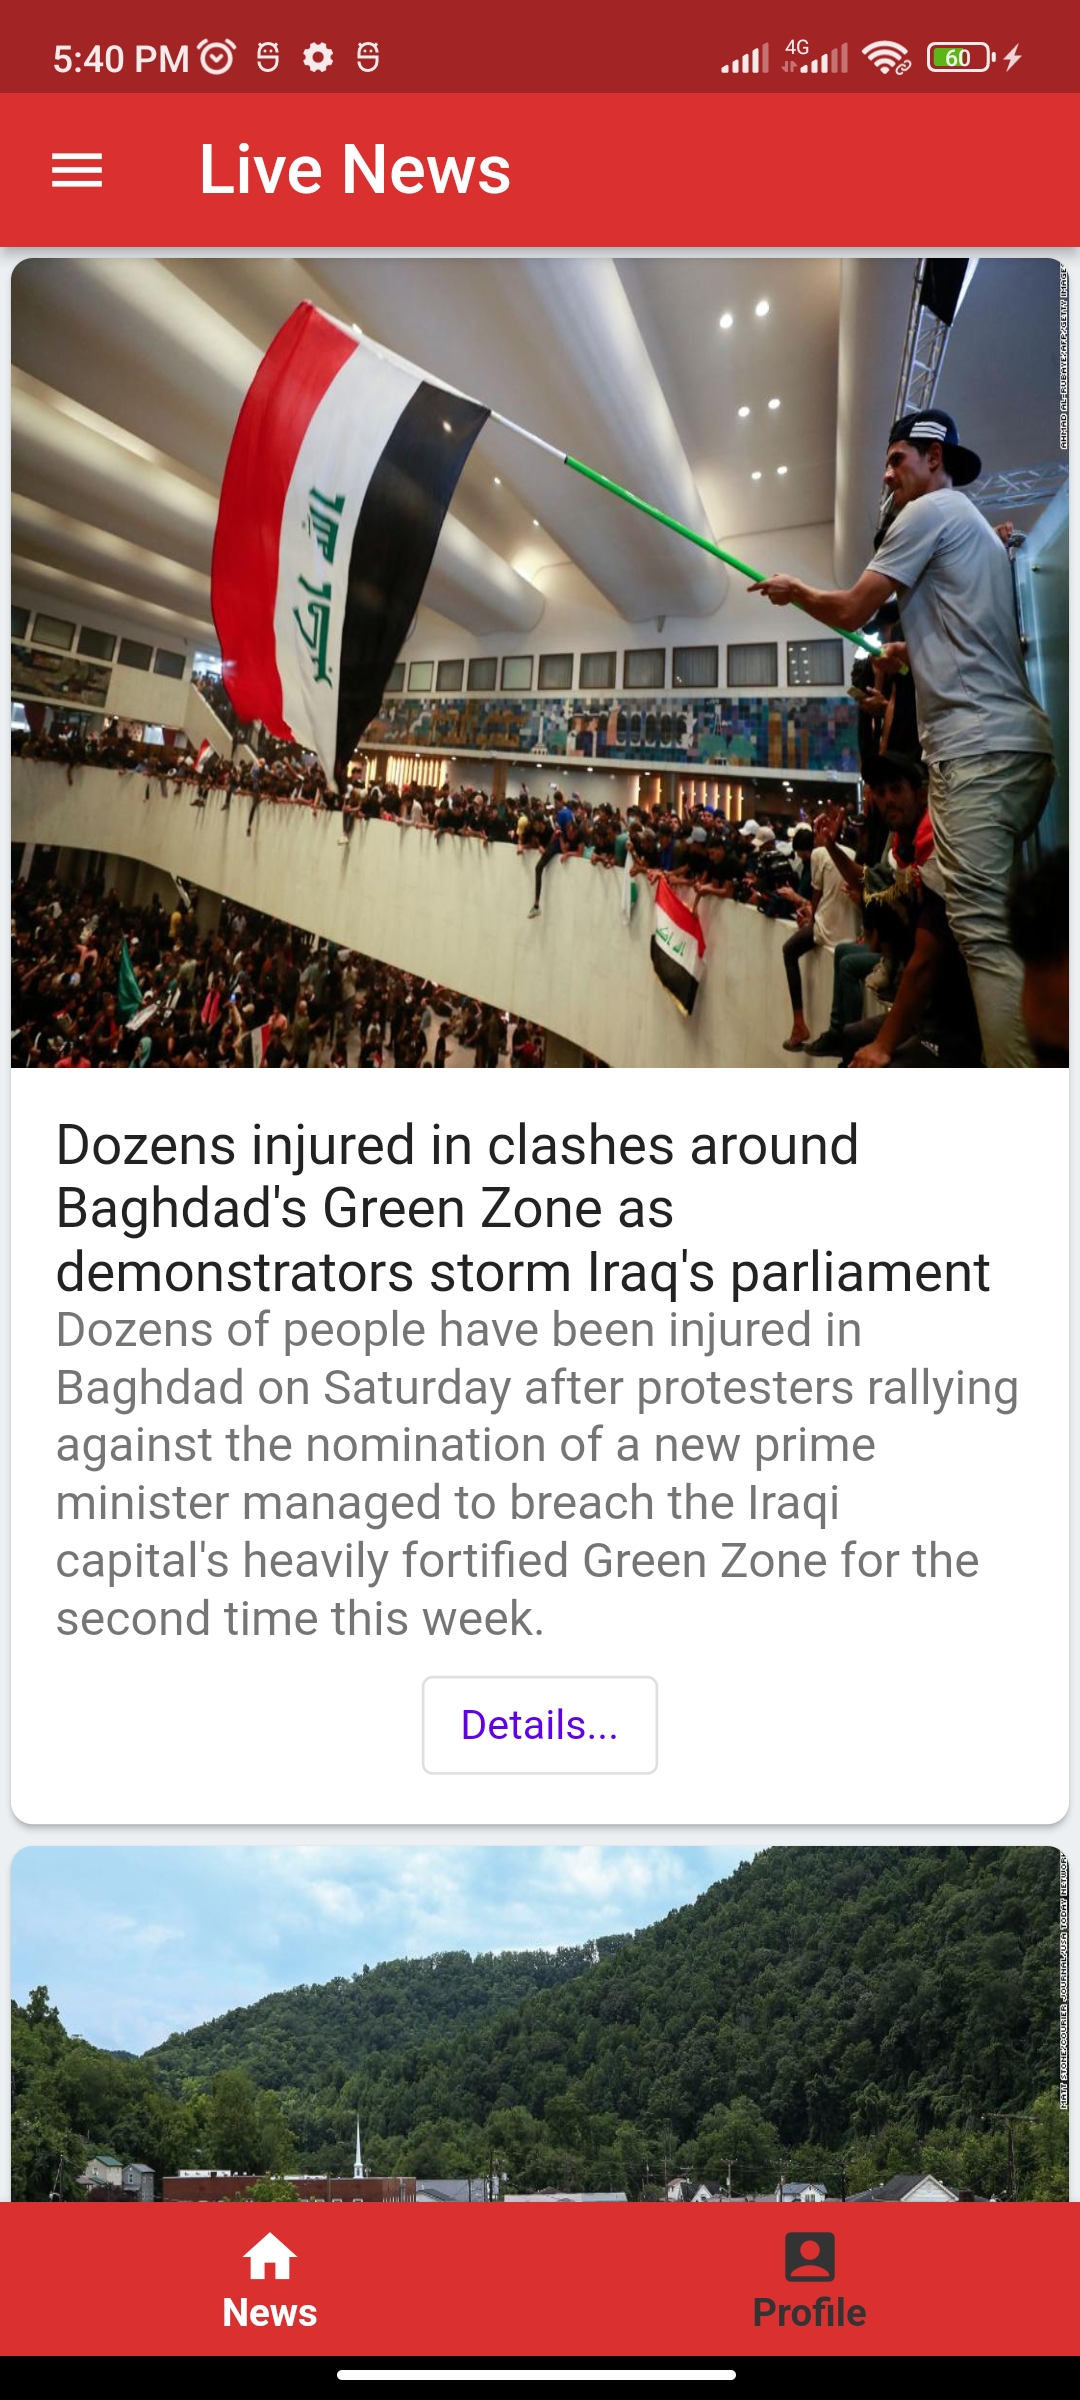 5:40 PM
4G
60
Live News
AHMAD AL-RUBAYE/AFP/GETTY IMAGES
Dozens injured in clashes around
Baghdad's Green Zone as
demonstrators storm Iraq's parliament
Dozens of people have been injured in
Baghdad on Saturday after protesters rallying
against the nomination of a new prime
minister managed to breach the Iraqi
capital's heavily fortified Green Zone for the
second time this week.
Details...
MATT STONE/COURIER JOURNAL/USA TODAY NETWORK
News
Profile